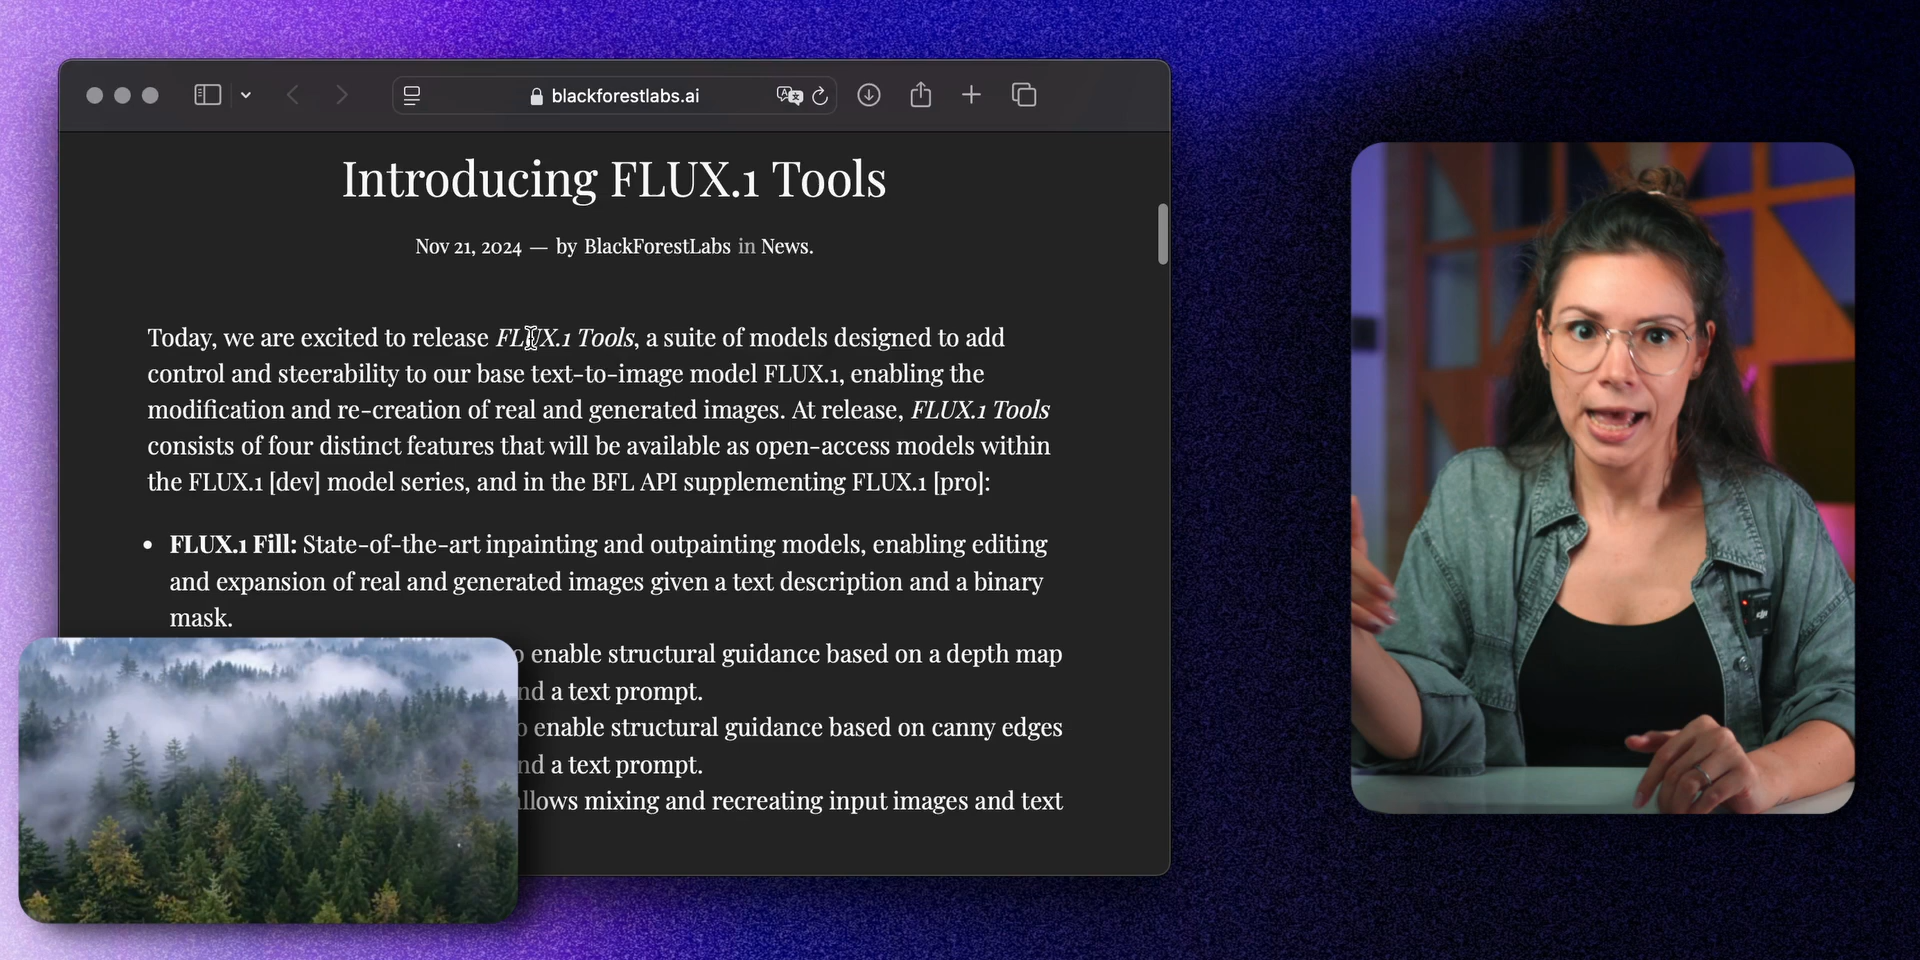 blackforestlabs.ai
Introducing FLUX.1 Tools
Nov 21, 2024 — by BlackForestLabs in News.
Today, we are excited to release FLUX.1 Tools, a suite of models designed to add
control and steerability to our base text-to-image model FLUX.1, enabling the
modification and re-creation of real and generated images. At release, FLUX.1 Tools
consists of four distinct features that will be available as open-access models within
the FLUX.1 [dev] model series, and in the BFL API supplementing FLUX.1 [pro]:
• FLUX.1 Fill: State-of-the-art inpainting and outpainting models, enabling editing
and expansion of real and generated images given a text description and a binary
mask.
enable structural guidance based on a depth map
a text prompt.
enable structural guidance based on canny edges
a text prompt.
mixing and recreating input images and text
dji